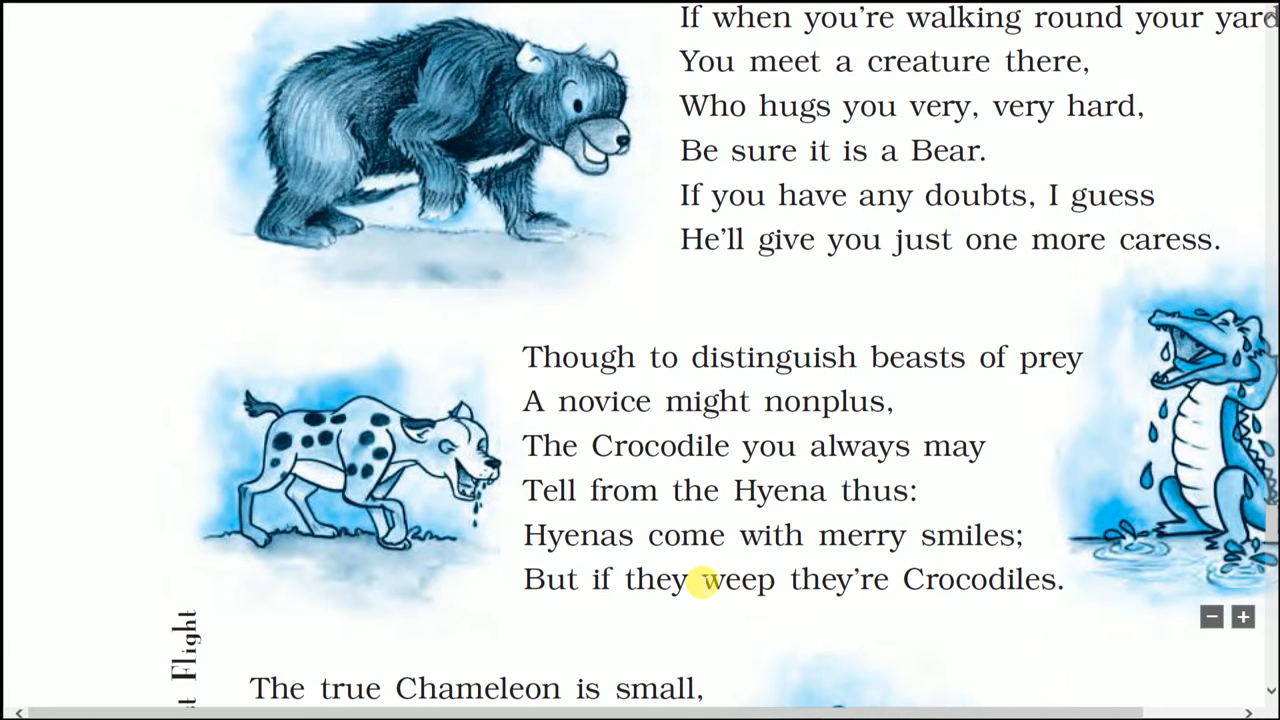 If when you're walking round your yard
You meet a creature there,
Who hugs you very, very hard,
Be sure it is a Bear.
If you have any doubts, I guess
He'll give you just one more caress.
Though to distinguish beasts of prey
A novice might nonplus,
The Crocodile you always may
Tell from the Hyena thus:
Hyenas come with merry smiles;
But if they weep they're Crocodiles.
Flight
The true Chameleon is small,